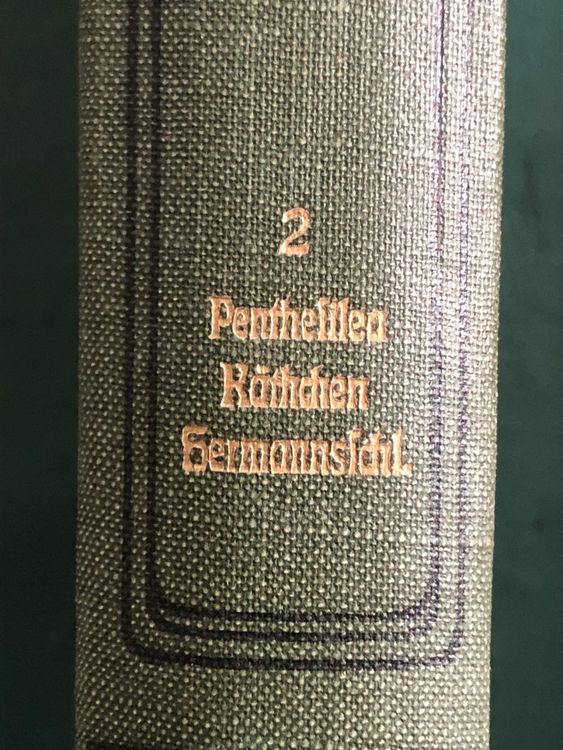 2
Pentheſilea
Käthchen
Hermannsſchl.